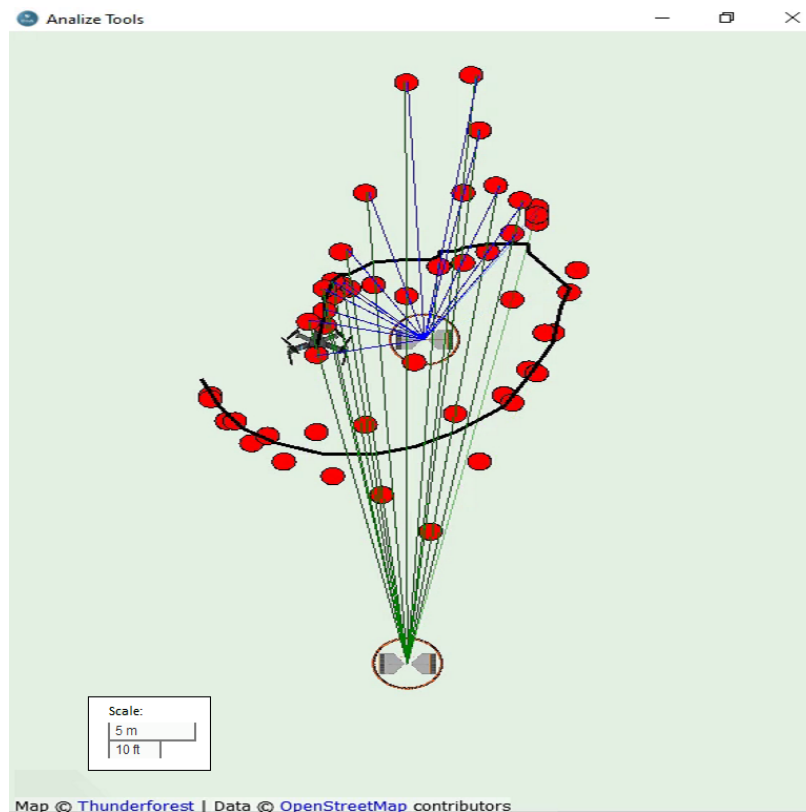 Analize Tools
Scale:
5 m
10 ft
Map © Thunderforest | Data © OpenStreetMap contributors